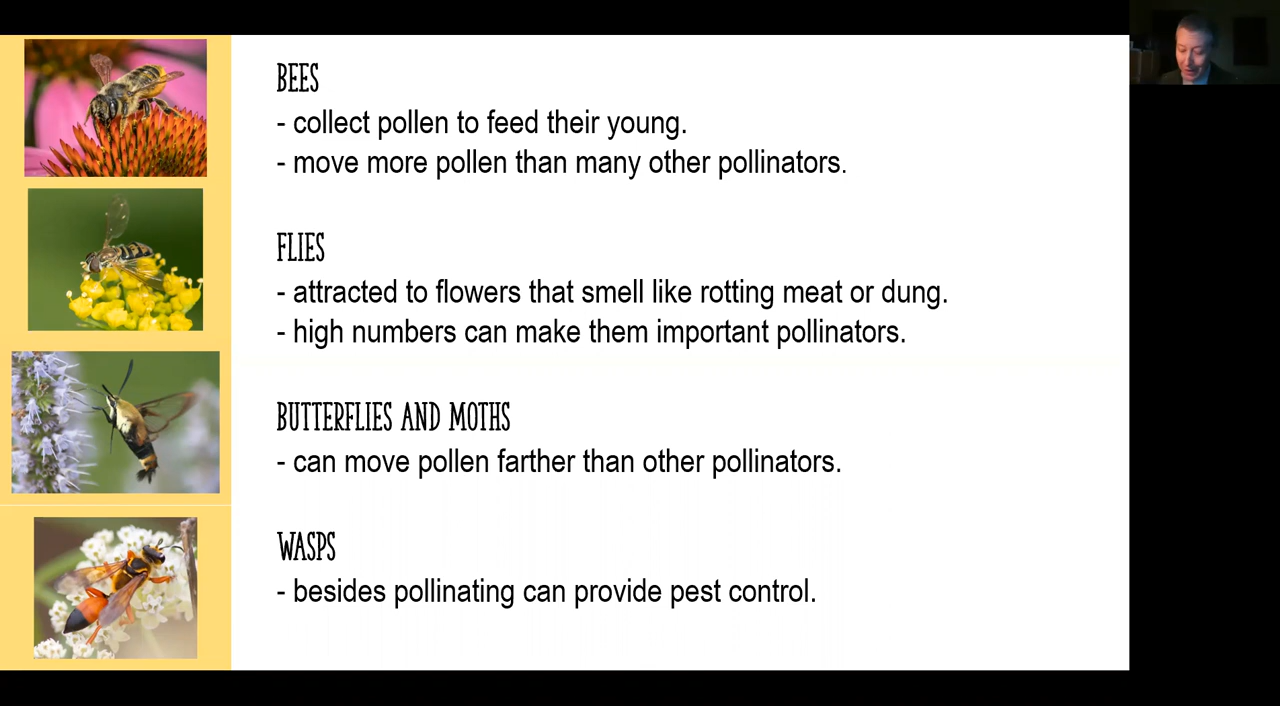 BEES
- collect pollen to feed their young.
- move more pollen than many other pollinators.
FLIES
- attracted to flowers that smell like rotting meat or dung.
- high numbers can make them important pollinators.
BUTTERFLIES AND MOTHS
- can move pollen farther than other pollinators.
WASPS
- besides pollinating can provide pest control.